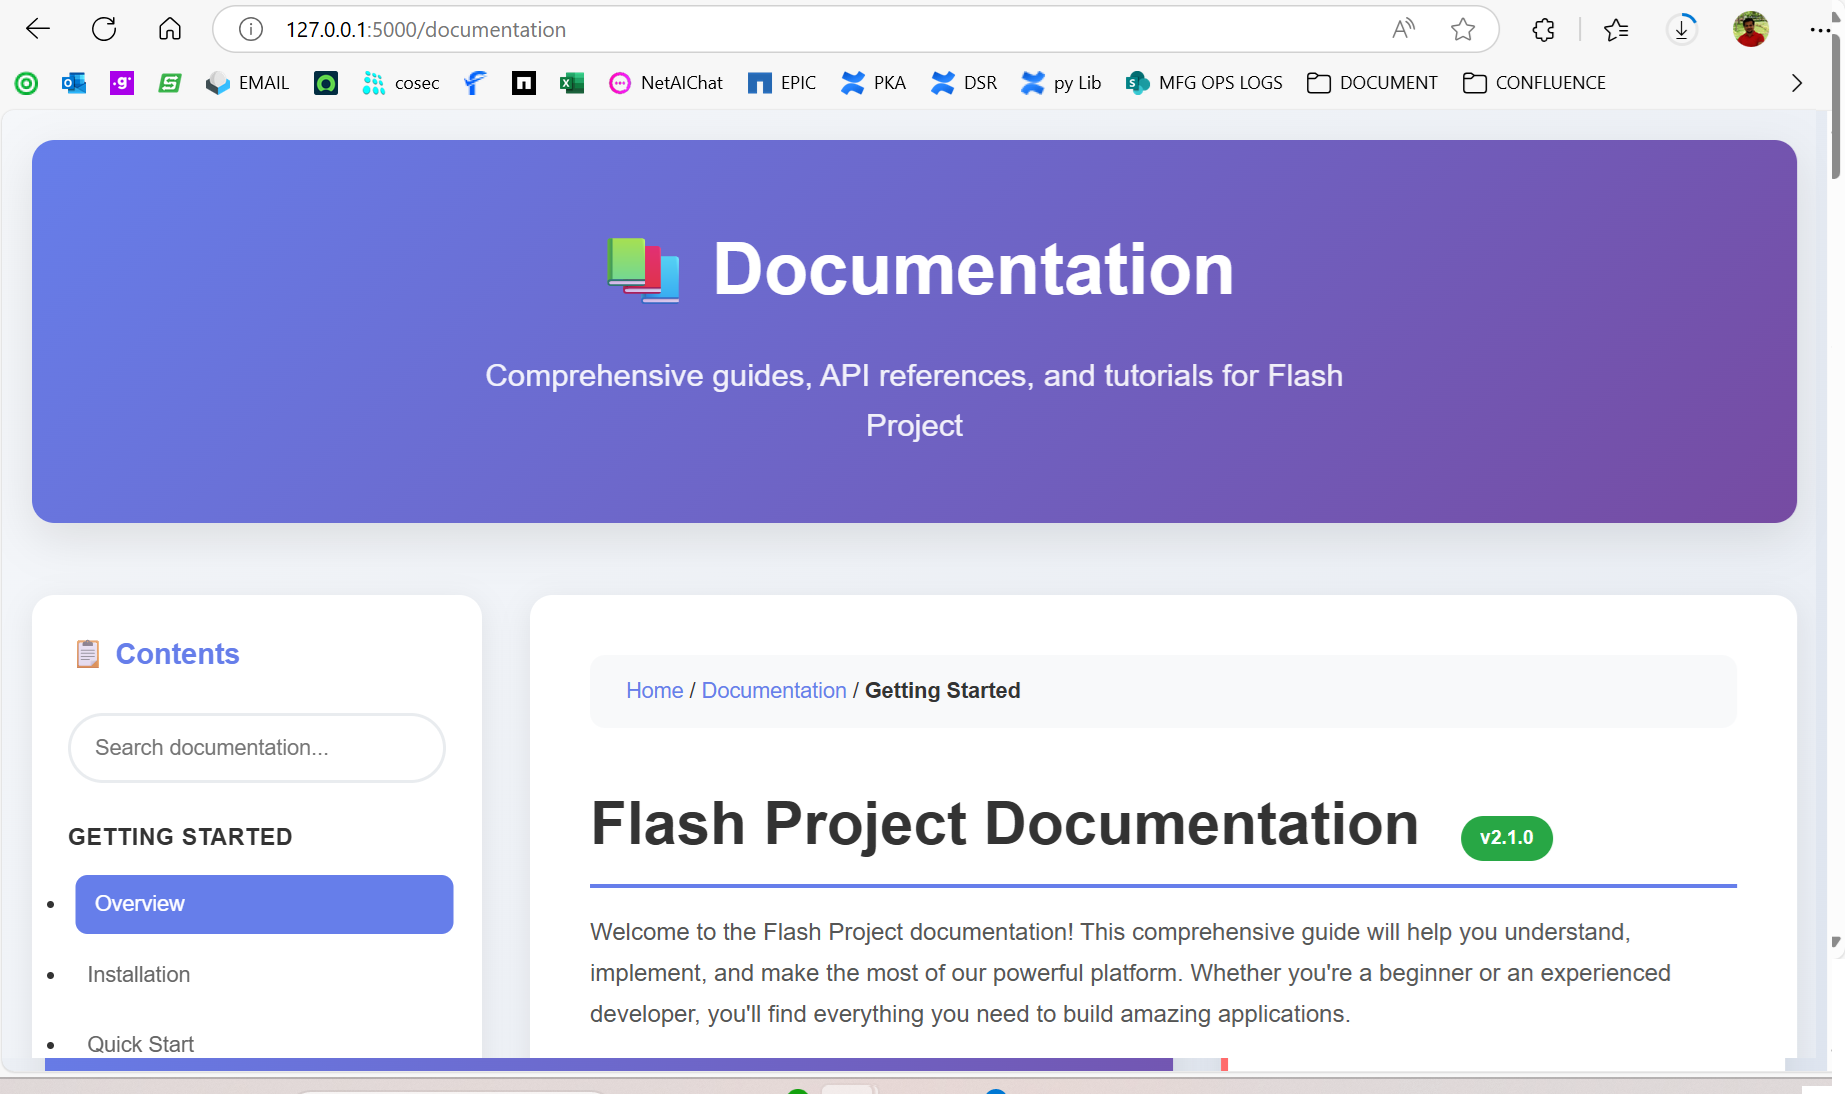 127.0.0.1:5000/documentation
EMAIL cosec NetAIChat EPIC PKA DSR py Lib MFG OPS LOGS DOCUMENT CONFLUENCE
Documentation
Comprehensive guides, API references, and tutorials for Flash
Project
Contents
Search documentation...
GETTING STARTED
Overview
Installation
Quick Start
Home / Documentation / Getting Started
Flash Project Documentation v2.1.0
Welcome to the Flash Project documentation! This comprehensive guide will help you understand,
implement, and make the most of our powerful platform. Whether you're a beginner or an experienced
developer, you'll find everything you need to build amazing applications.